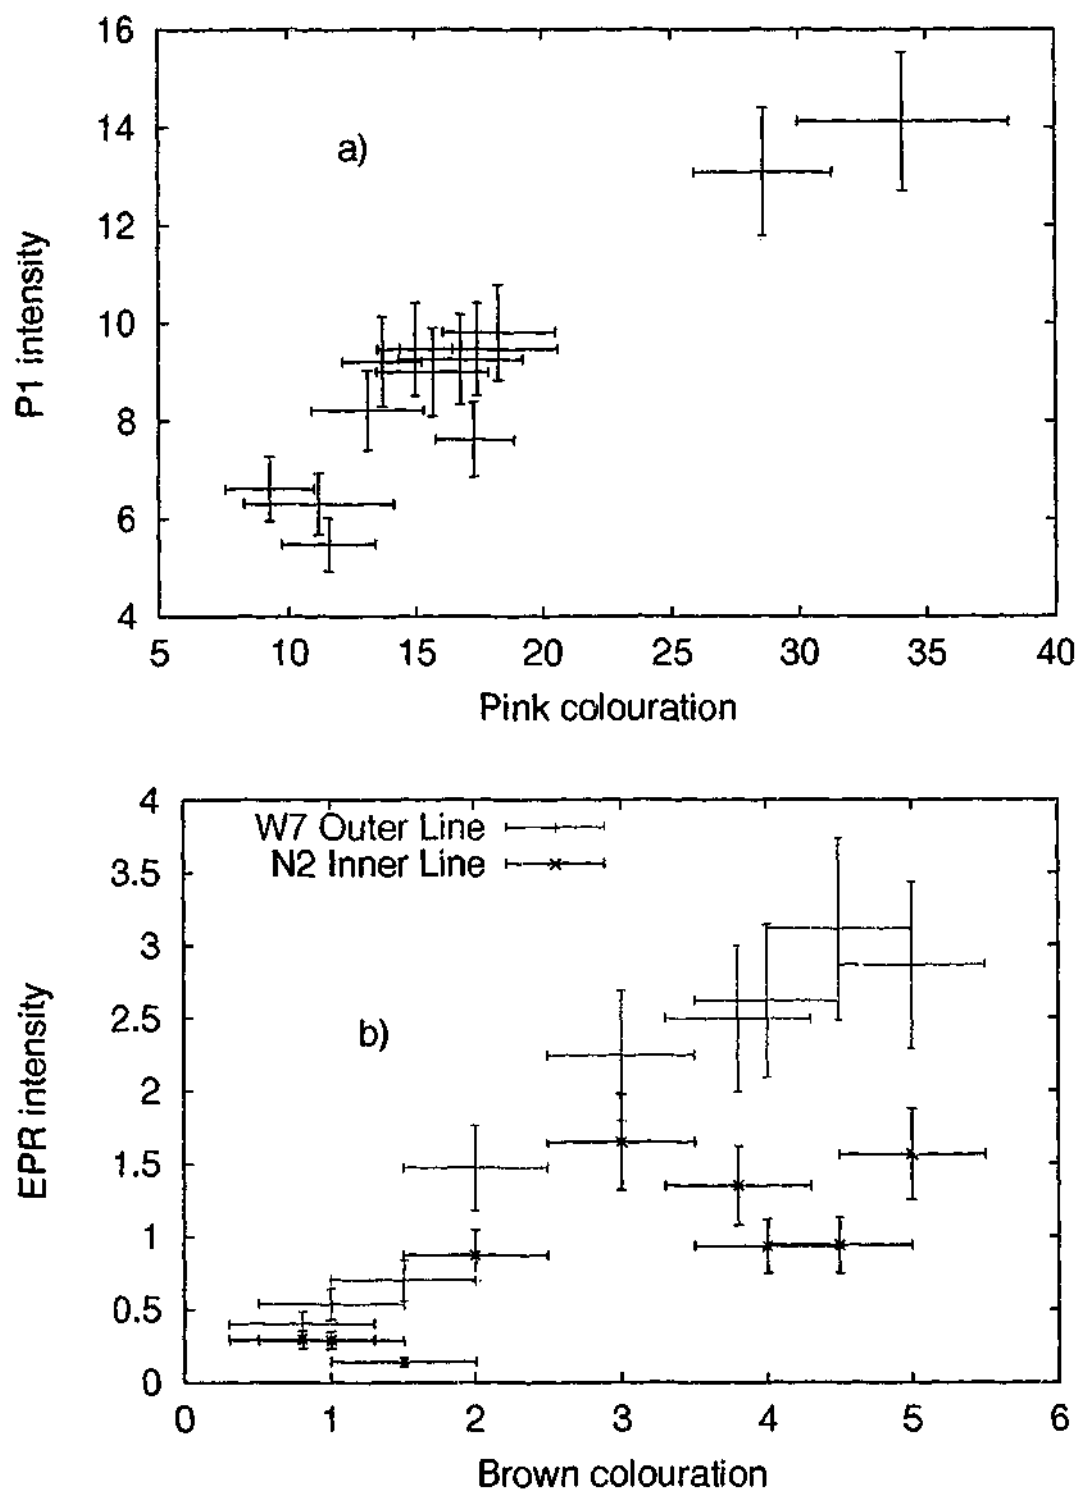 16
14
12
10
8
6
4
P1 intensity
a)
5 10 15 20 25 30 35 40
Pink colouration
4
3.5
3
2.5
2
1.5
1
0.5
0
EPR intensity
W7 Outer Line
N2 Inner Line
b)
0 1 2 3 4 5 6
Brown colouration